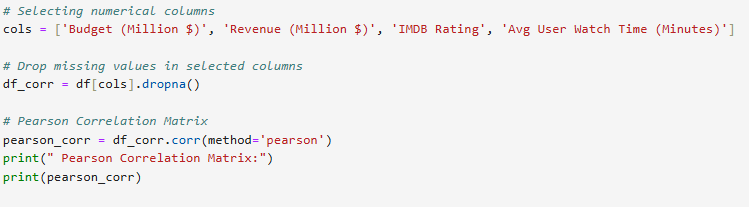 # Selecting numerical columns
cols = ['Budget (Million $)', 'Revenue (Million $)', 'IMDB Rating', 'Avg User Watch Time (Minutes)']
# Drop missing values in selected columns
df_corr = df[cols].dropna()
# Pearson Correlation Matrix
pearson_corr = df_corr.corr(method='pearson')
print(" Pearson Correlation Matrix:")
print(pearson_corr)